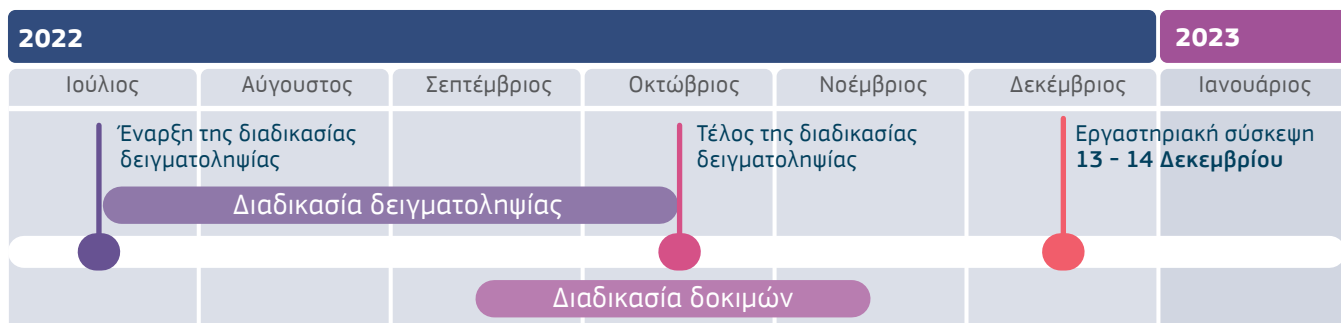 2022
2023
Ιούλιος
Αύγουστος
Σεπτέμβριος
Οκτώβριος
Νοέμβριος
Δεκέμβριος
Ιανουάριος
Έναρξη της διαδικασίας
δειγματοληψίας
Τέλος της διαδικασίας
δειγματοληψίας
Εργαστηριακή σύσκεψη
13 - 14 Δεκεμβρίου
Διαδικασία δειγματοληψίας
Διαδικασία δοκιμών